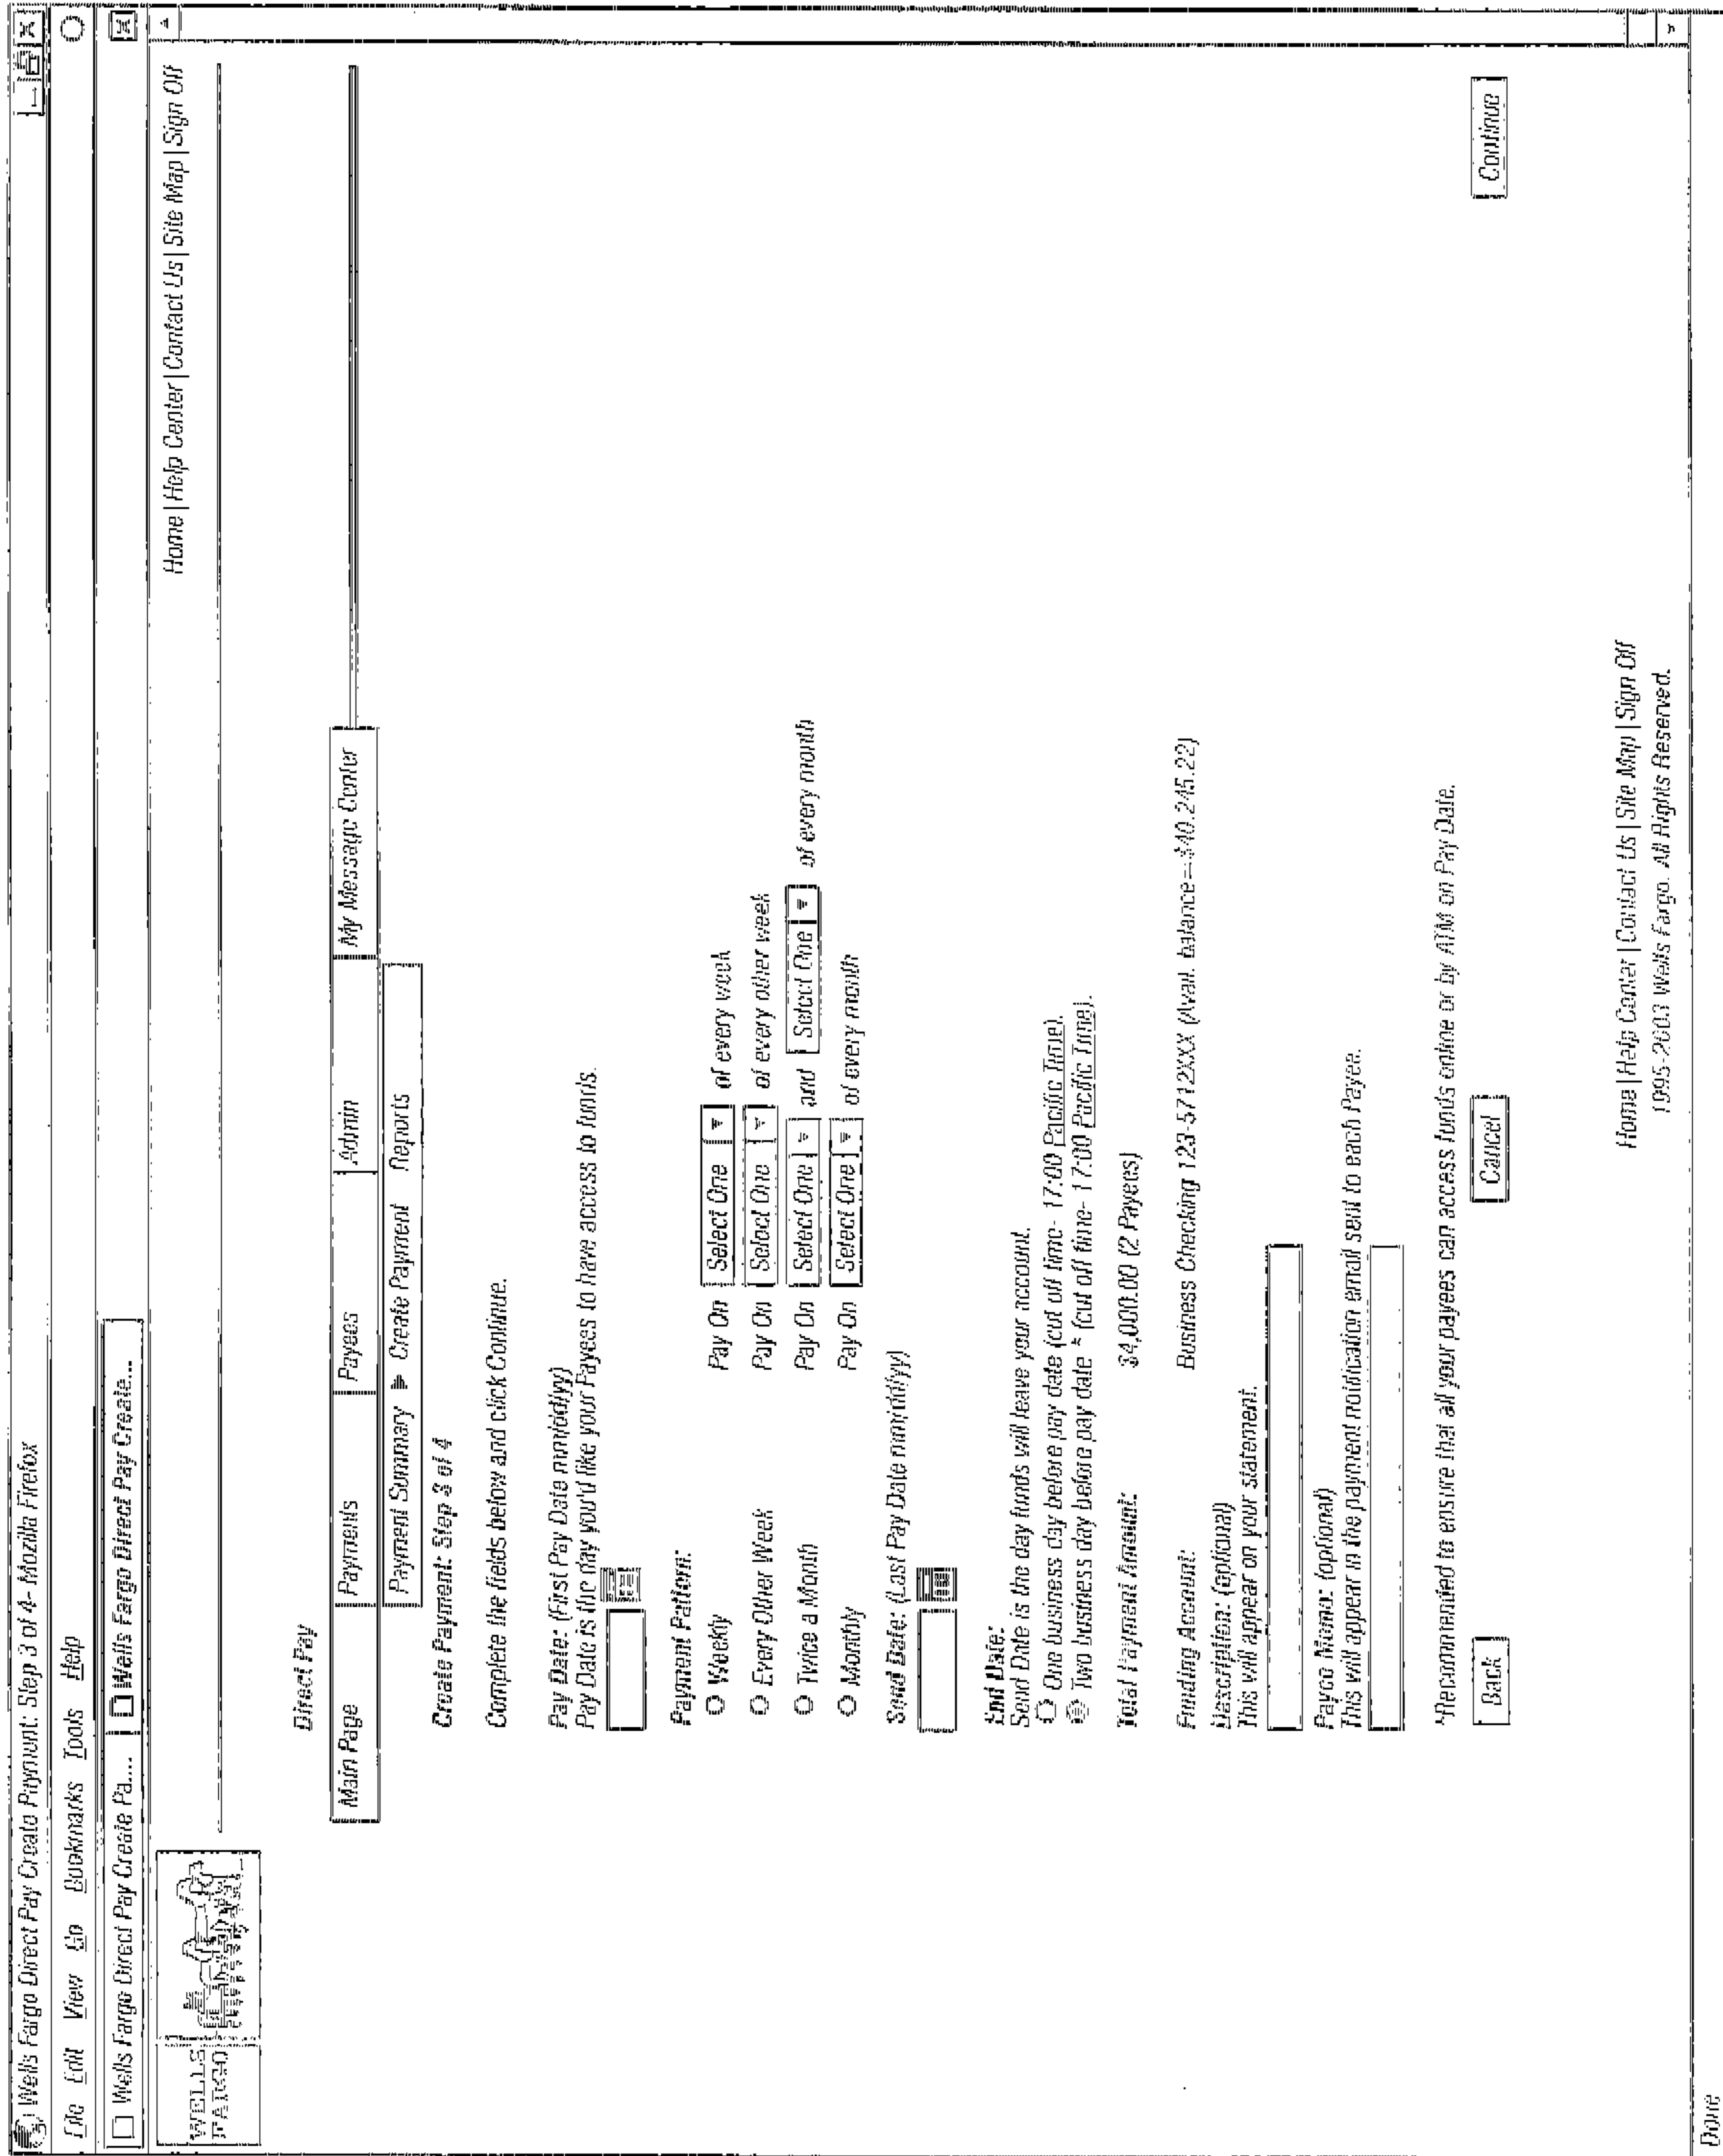 Wells Fargo Direct Pay Create Payment: Step 3 of 4- Mozilla Firefox
File Edit View Go Bookmarks Tools Help
Wells Fargo Direct Pay Create Pa.... Wells Fargo Direct Pay Create...
WELLS
FARGO
Home | Help Center | Contact Us | Site Map | Sign Off
Direct Pay
Main Page Payments Payees Admin My Message Center
Payment Summary Create Payment Reports
Create Payment: Step 3 of 4
Complete the fields below and click Continue.
Pay Date: (First Pay Date mm/dd/yy)
Pay Date is the day you'd like your Payees to have access to funds.
Payment Pattern:
Weekly Pay On Select One of every week
Every Other Week Pay On Select One of every other week
Twice a Month Pay On Select One and Select One of every month
Monthly Pay On Select One of every month
Send Date: (Last Pay Date mm/dd/yy)
End Date:
Send Date is the day funds will leave your account.
One business day before pay date (cut off time- 17:00 Pacific Time).
Two business day before pay date * (cut off time- 17:00 Pacific Time).
Total Payment Amount: $4,000.00 (2 Payees)
Funding Account: Business Checking 123-5712XXX (Avail. balance=$40.245.22)
Description: (optional)
This will appear on your statement.
Payee Memo: (optional)
This will appear in the payment notification email sent to each Payee.
*Recommended to ensure that all your payees can access funds online or by ATM on Pay Date.
Back Cancel Continue
Home | Help Center | Contact Us | Site Map | Sign Off
1995-2003 Wells Fargo. All Rights Reserved.
Done